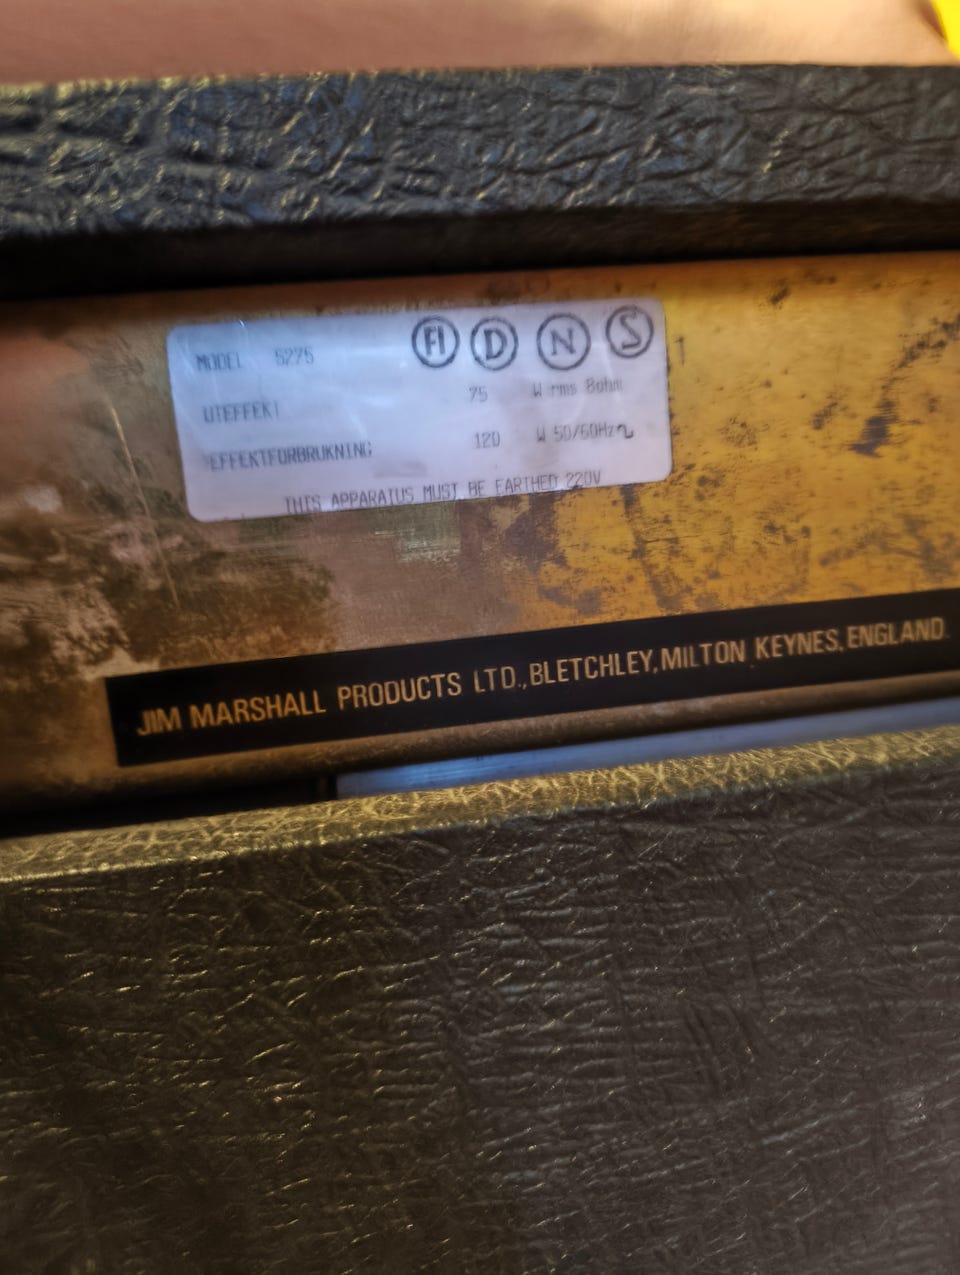 MODEL 5275 FI D N S
UTEFFEKT 75 W rms 8ohm
EFFEKTFORBRUKNING 120 W 50/60Hz~
THIS APPARATUS MUST BE EARTHED 220V
JIM MARSHALL PRODUCTS LTD., BLETCHLEY, MILTON KEYNES, ENGLAND.